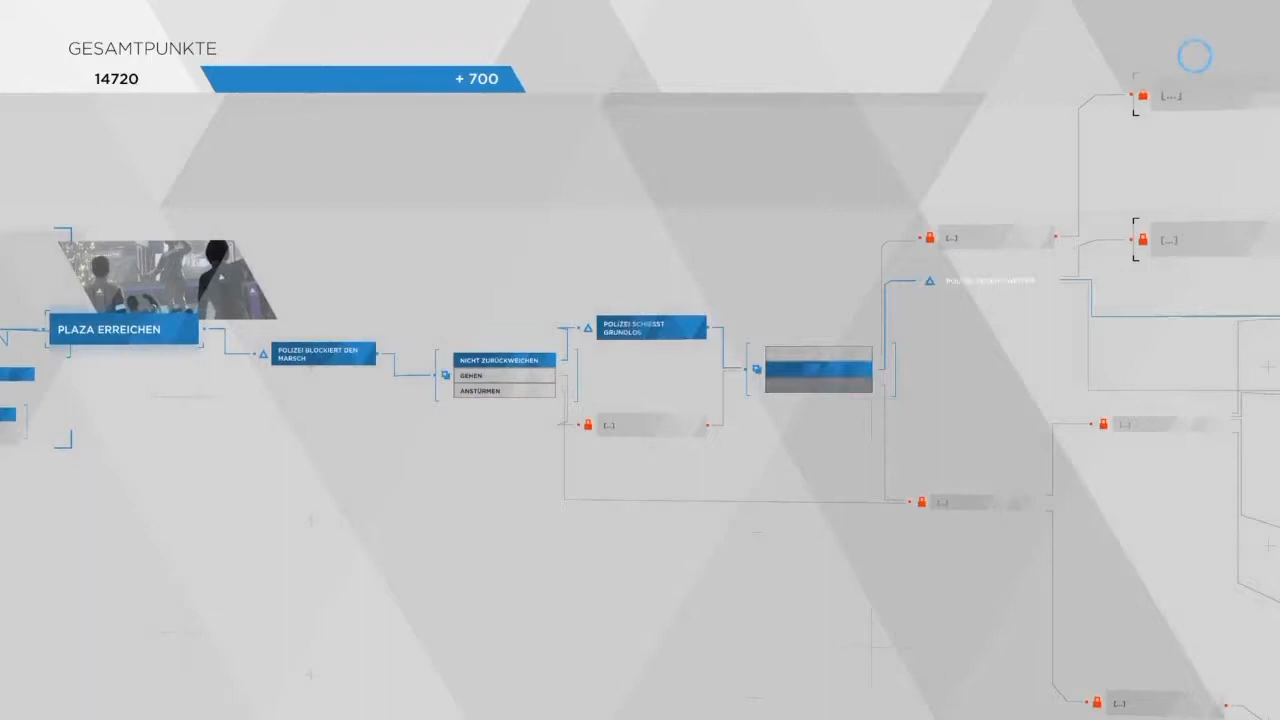 GESAMTPUNKTE
14720
+ 700
[...]
[...]
[...]
PLAZA ERREICHEN
POLIZEI BLOCKIERT DEN
MARSCH
NICHT ZURÜCKWEICHEN
GEHEN
ANSTÜRMEN
POLIZEI SCHIESST
GRUNDLOS
[...]
[...]
[...]
[...]